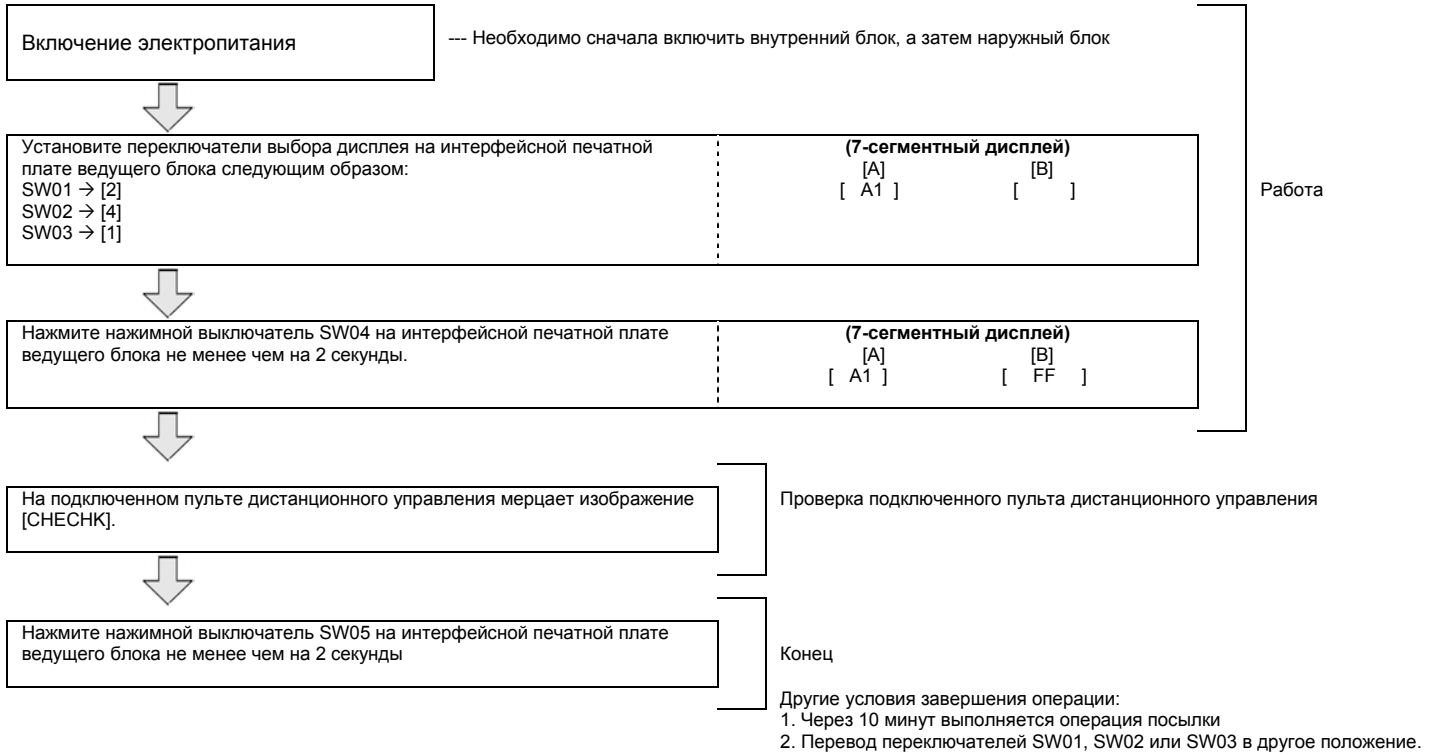 Включение электропитания
--- Необходимо сначала включить внутренний блок, а затем наружный блок
Установите переключатели выбора дисплея на интерфейсной печатной
плате ведущего блока следующим образом:
SW01 → [2]
SW02 → [4]
SW03 → [1]
(7-сегментный дисплей)
[A] [B]
[ A1 ] [ ]
Работа
Нажмите нажимной выключатель SW04 на интерфейсной печатной плате
ведущего блока не менее чем на 2 секунды.
(7-сегментный дисплей)
[A] [B]
[ A1 ] [ FF ]
На подключенном пульте дистанционного управления мерцает изображение
[CHECHK].
Проверка подключенного пульта дистанционного управления
Нажмите нажимной выключатель SW05 на интерфейсной печатной плате
ведущего блока не менее чем на 2 секунды
Конец
Другие условия завершения операции:
1. Через 10 минут выполняется операция посылки
2. Перевод переключателей SW01, SW02 или SW03 в другое положение.